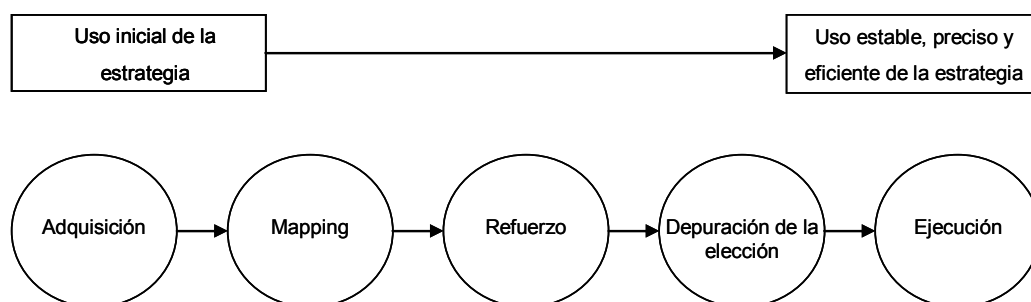 Uso inicial de la
estrategia
Uso estable, preciso y
eficiente de la estrategia
Adquisición
Mapping
Refuerzo
Depuración de la
elección
Ejecución